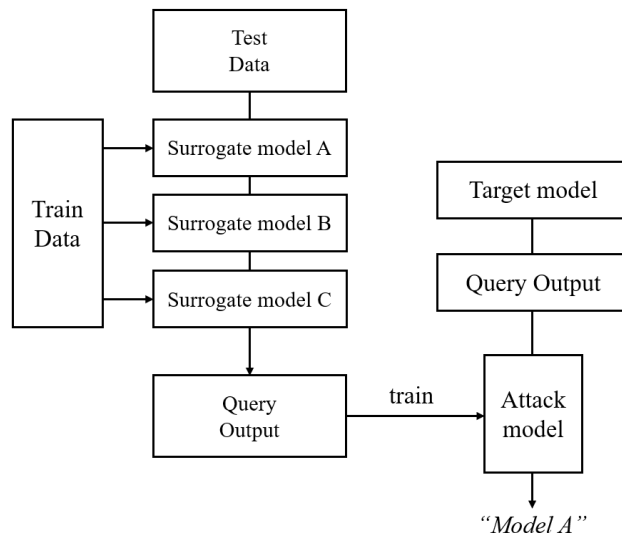 Test
Data
Surrogate model A
Train
Data
Surrogate model B
Surrogate model C
Query
Output
train
Target model
Query Output
Attack
model
“Model A”